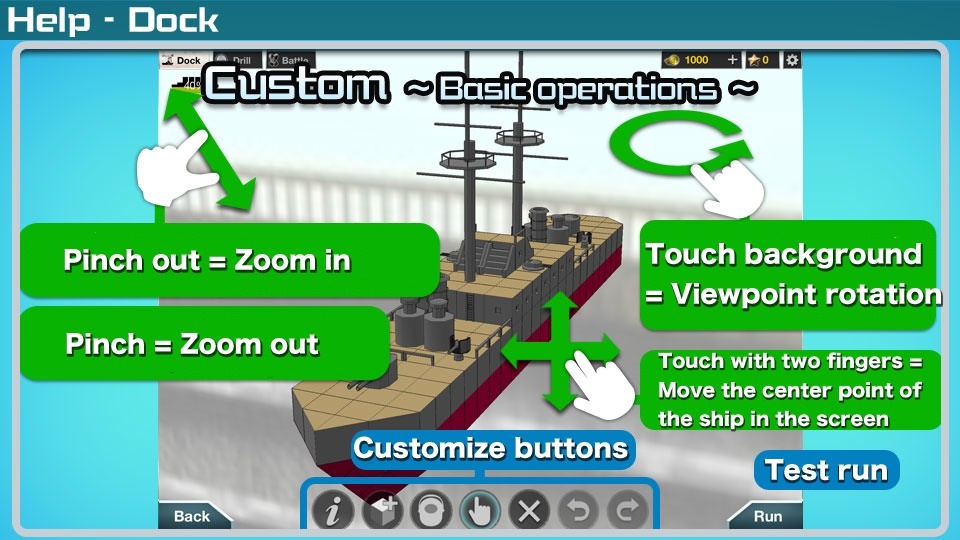 Help - Dock
Dock
Drill
Battle
1000
0
Custom ~ Basic operations ~
Pinch out = Zoom in
Pinch = Zoom out
Touch background
= Viewpoint rotation
Touch with two fingers =
Move the center point of
the ship in the screen
Customize buttons
Test run
Back
Run